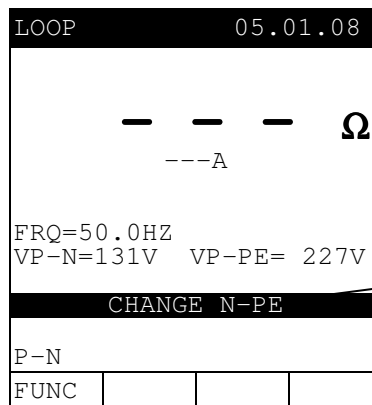 LOOP 05.01.08
- - - Ω
---A
FRQ=50.0HZ
VP-N=131V VP-PE= 227V
CHANGE N-PE
P-N
FUNC